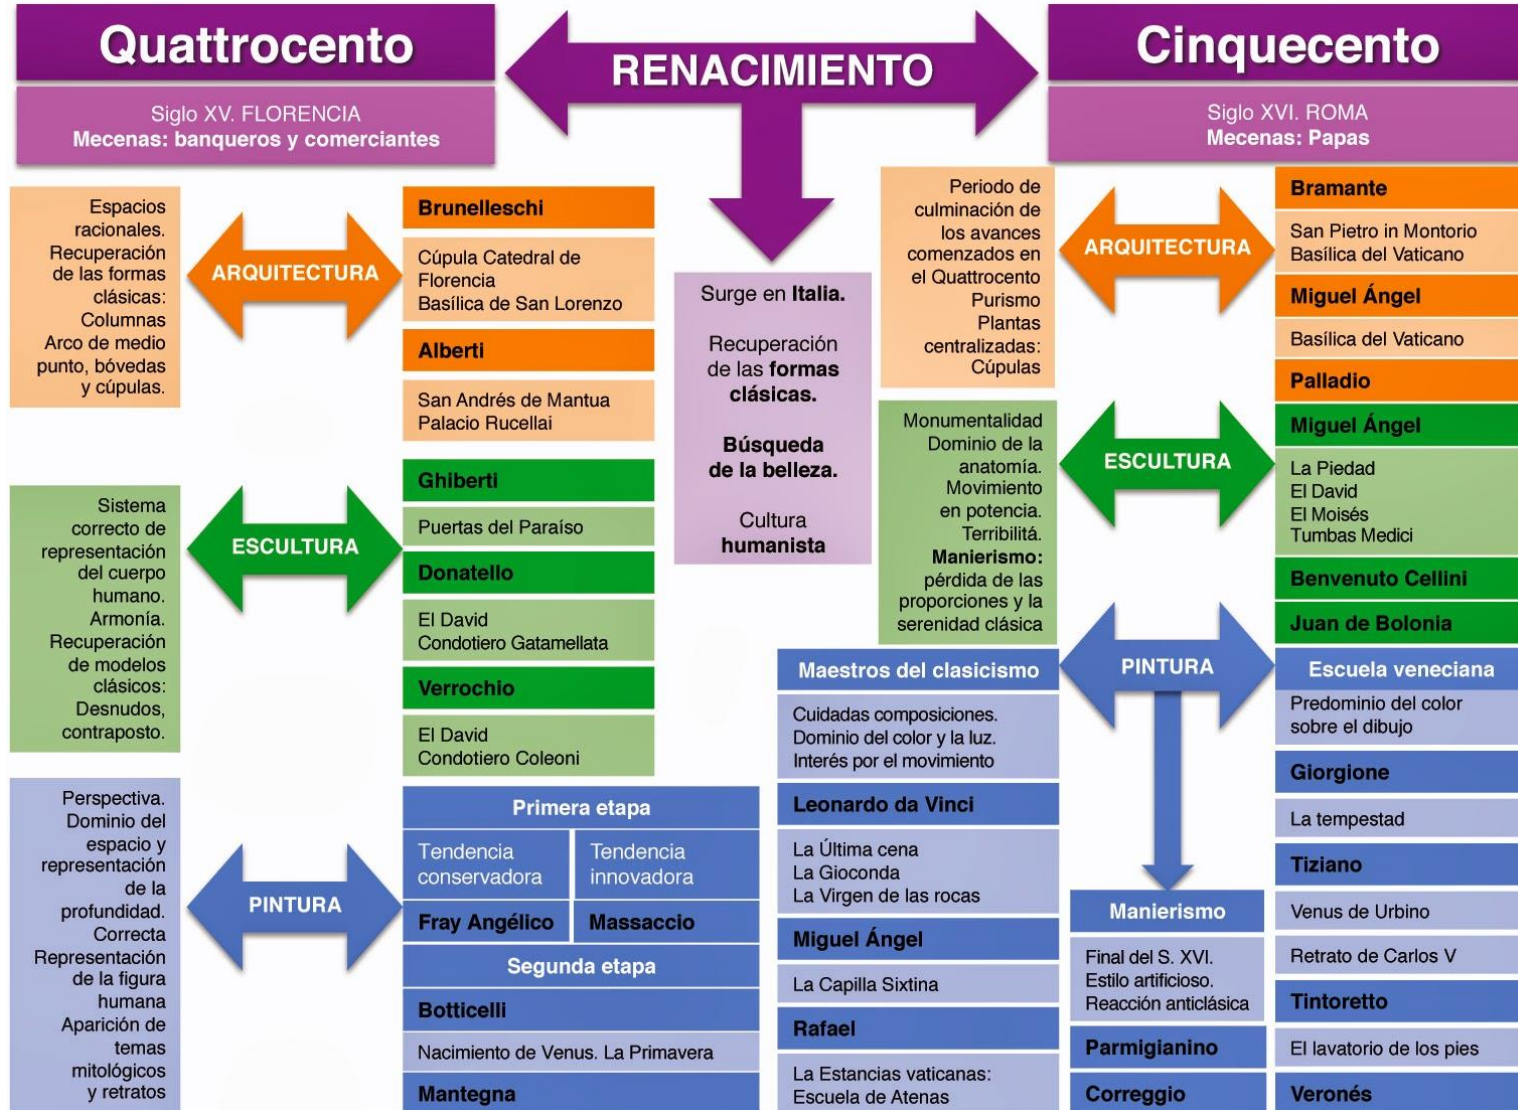 Quattrocento
Siglo XV. FLORENCIA
Mecenas: banqueros y comerciantes
RENACIMIENTO
Cinquecento
Siglo XVI. ROMA
Mecenas: Papas
Espacios
racionales.
Recuperación
de las formas
clásicas:
Columnas
Arco de medio
punto, bóvedas
y cúpulas.
ARQUITECTURA
Brunelleschi
Cúpula Catedral de
Florencia
Basílica de San Lorenzo
Alberti
San Andrés de Mantua
Palacio Rucellai
Sistema
correcto de
representación
del cuerpo
humano.
Armonía.
Recuperación
de modelos
clásicos:
Desnudos,
contraposto.
ESCULTURA
Ghiberti
Puertas del Paraíso
Donatello
El David
Condotiero Gatamellata
Verrochio
El David
Condotiero Coleoni
Perspectiva.
Dominio del
espacio y
representación
de la
profundidad.
Correcta
Representación
de la figura
humana
Aparición de
temas
mitológicos
y retratos
PINTURA
Primera etapa
Tendencia
conservadora
Tendencia
innovadora
Fray Angélico
Massaccio
Segunda etapa
Botticelli
Nacimiento de Venus. La Primavera
Mantegna
Surge en Italia.
Recuperación
de las formas
clásicas.
Búsqueda
de la belleza.
Cultura
humanista
Periodo de
culminación de
los avances
comenzados en
el Quattrocento
Purismo
Plantas
centralizadas:
Cúpulas
ARQUITECTURA
Bramante
San Pietro in Montorio
Basílica del Vaticano
Miguel Ángel
Basílica del Vaticano
Palladio
Monumentalidad
Dominio de la
anatomía.
Movimiento
en potencia.
Terribilitá.
Manierismo:
pérdida de las
proporciones y la
serenidad clásica
ESCULTURA
Miguel Ángel
La Piedad
El David
El Moisés
Tumbas Medici
Benvenuto Cellini
Juan de Bolonia
PINTURA
Maestros del clasicismo
Cuidadas composiciones.
Dominio del color y la luz.
Interés por el movimiento
Leonardo da Vinci
La Última cena
La Gioconda
La Virgen de las rocas
Miguel Ángel
La Capilla Sixtina
Rafael
La Estancias vaticanas:
Escuela de Atenas
Manierismo
Final del S. XVI.
Estilo artificioso.
Reacción anticlásica
Parmigianino
Correggio
Escuela veneciana
Predominio del color
sobre el dibujo
Giorgione
La tempestad
Tiziano
Venus de Urbino
Retrato de Carlos V
Tintoretto
El lavatorio de los pies
Veronés